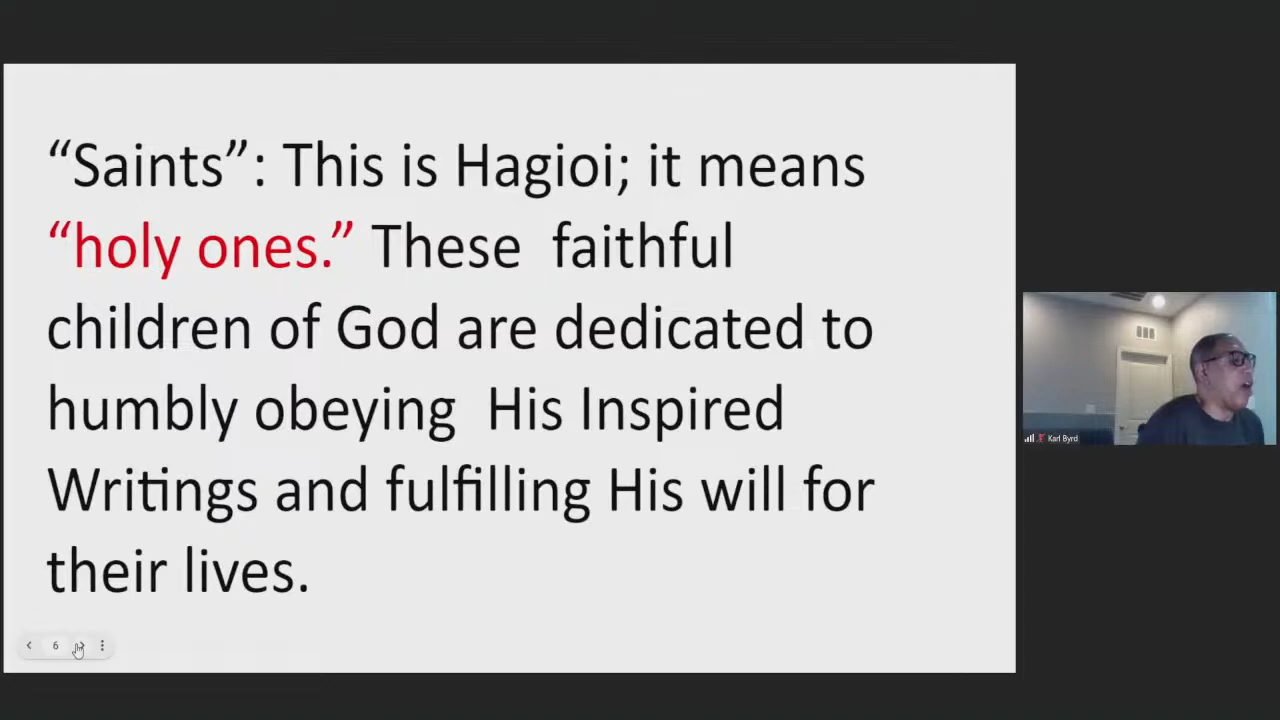 “Saints”: This is Hagioi; it means
“holy ones.” These  faithful
children of God are dedicated to
humbly obeying  His Inspired
Writings and fulfilling His will for
their lives.
6
Karl Byrd